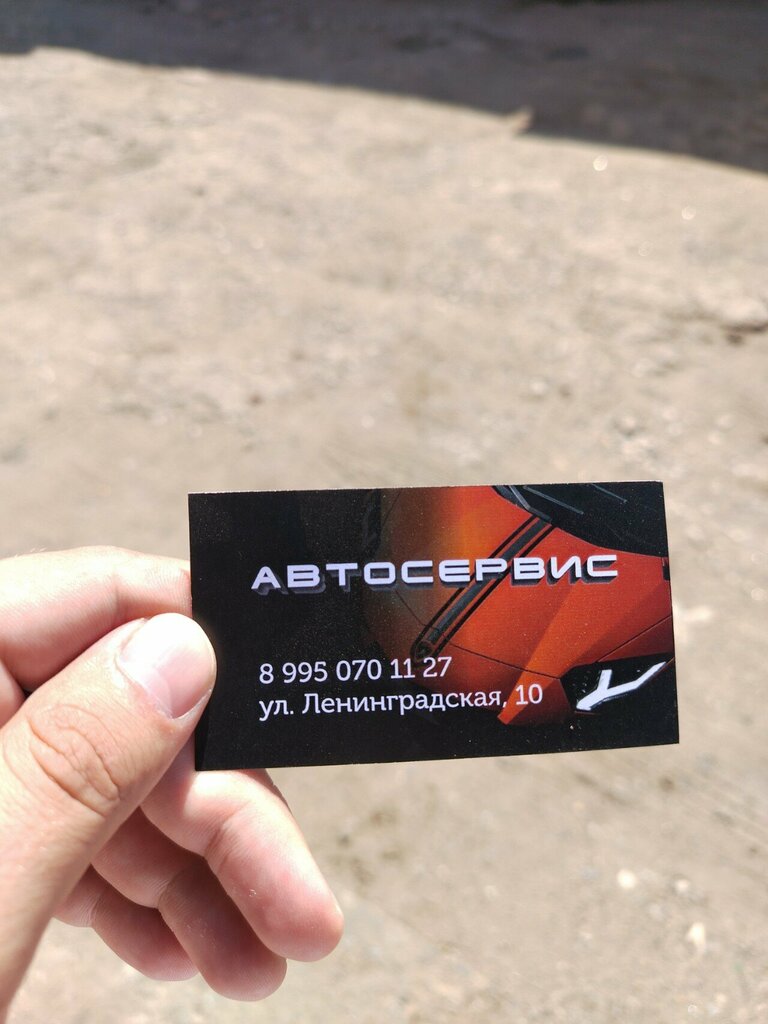 АВТОСЕРВИС
8 995 070 11 27
ул. Ленинградская, 10